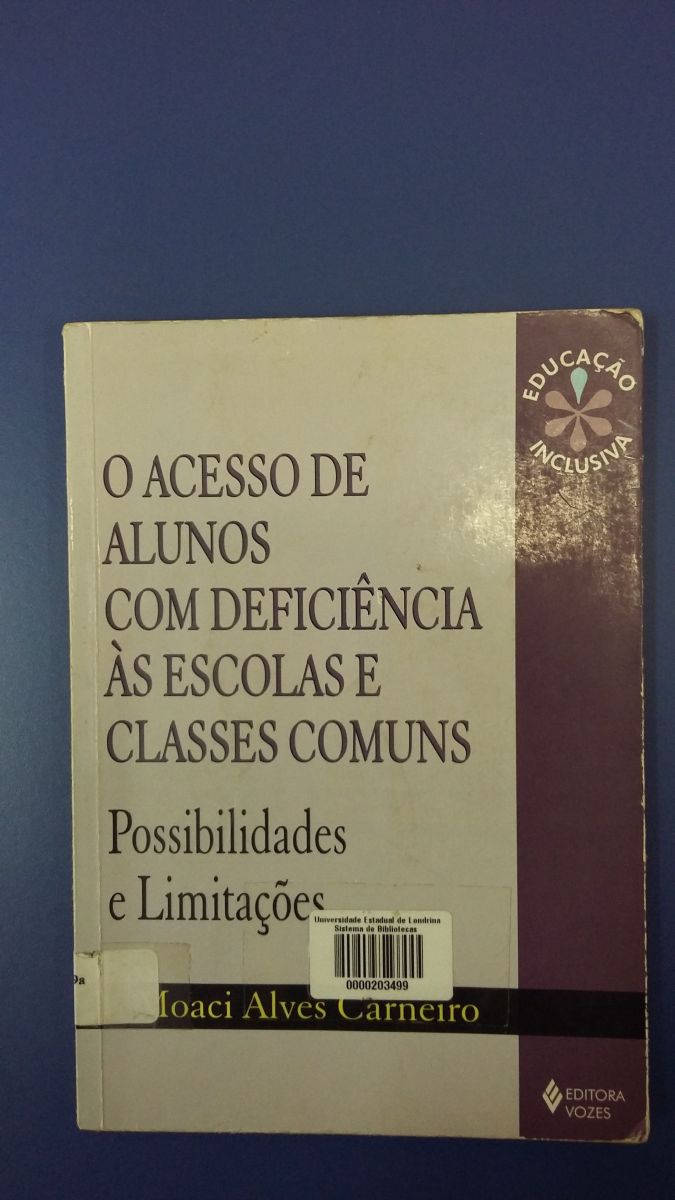 EDUCAÇÃO
INCLUSIVA
O ACESSO DE
ALUNOS
COM DEFICIÊNCIA
ÀS ESCOLAS E
CLASSES COMUNS
Possibilidades
e Limitações
Universidade Estadual de Londrina
Sistema de Bibliotecas
0000203499
9a
Moaci Alves Carneiro
EDITORA
VOZES